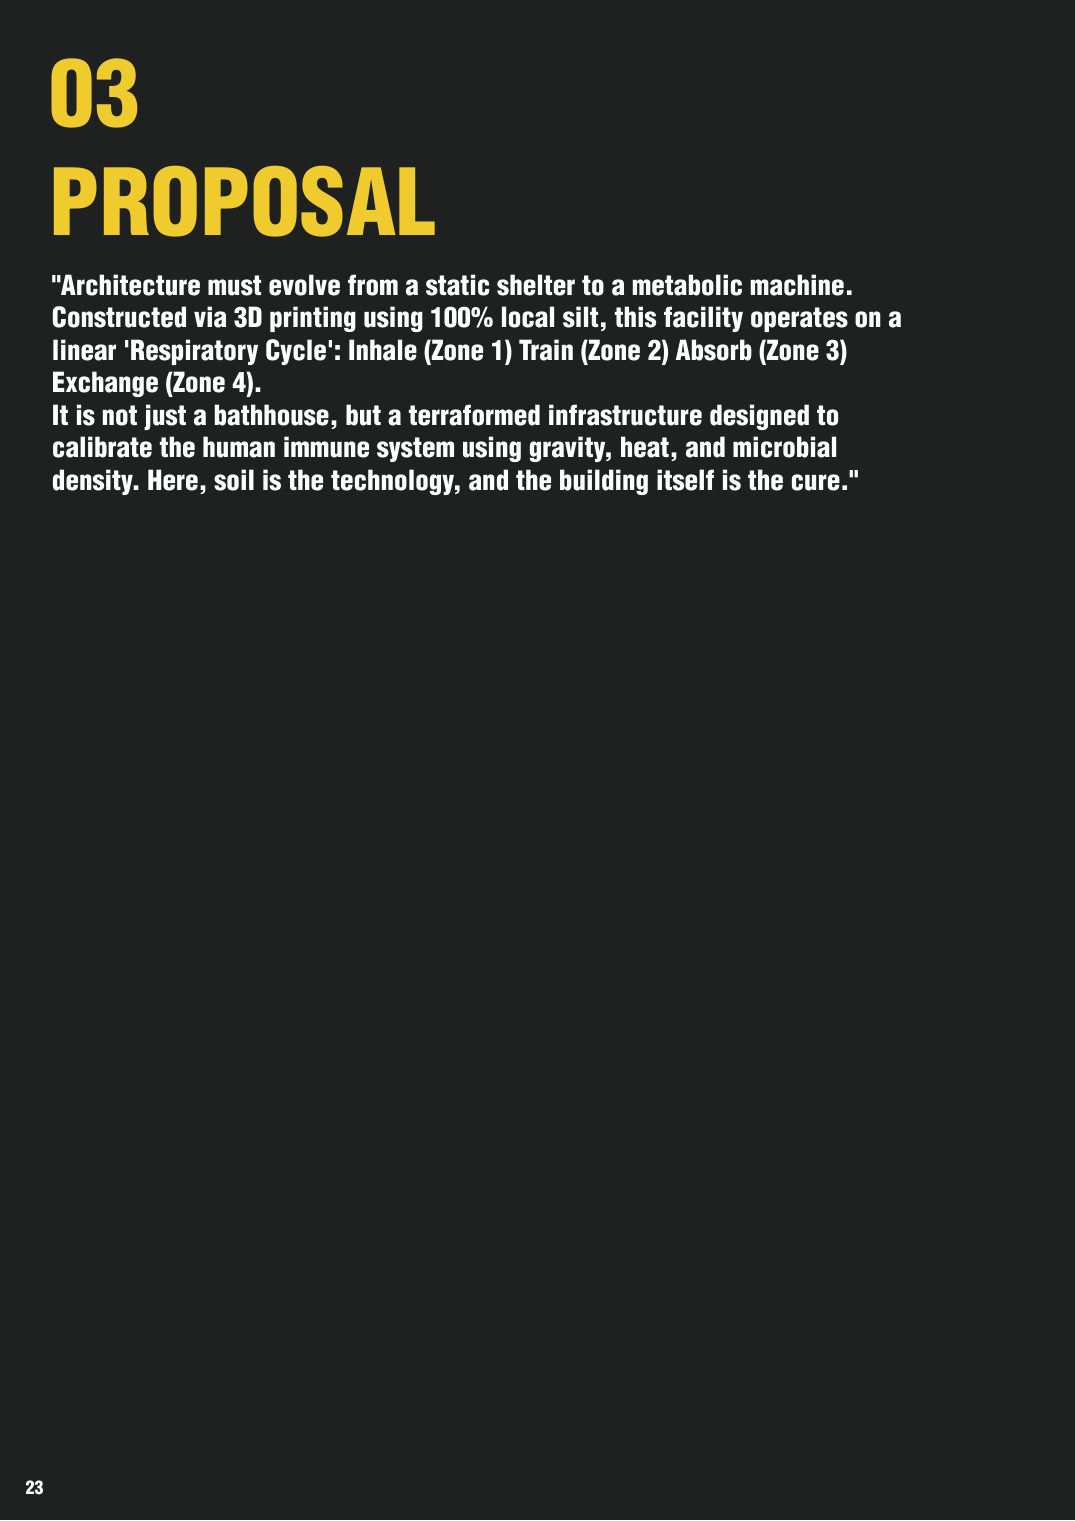 03
PROPOSAL
"Architecture must evolve from a static shelter to a metabolic machine.
Constructed via 3D printing using 100% local silt, this facility operates on a
linear 'Respiratory Cycle': Inhale (Zone 1) Train (Zone 2) Absorb (Zone 3)
Exchange (Zone 4).
It is not just a bathhouse, but a terraformed infrastructure designed to
calibrate the human immune system using gravity, heat, and microbial
density. Here, soil is the technology, and the building itself is the cure."
23